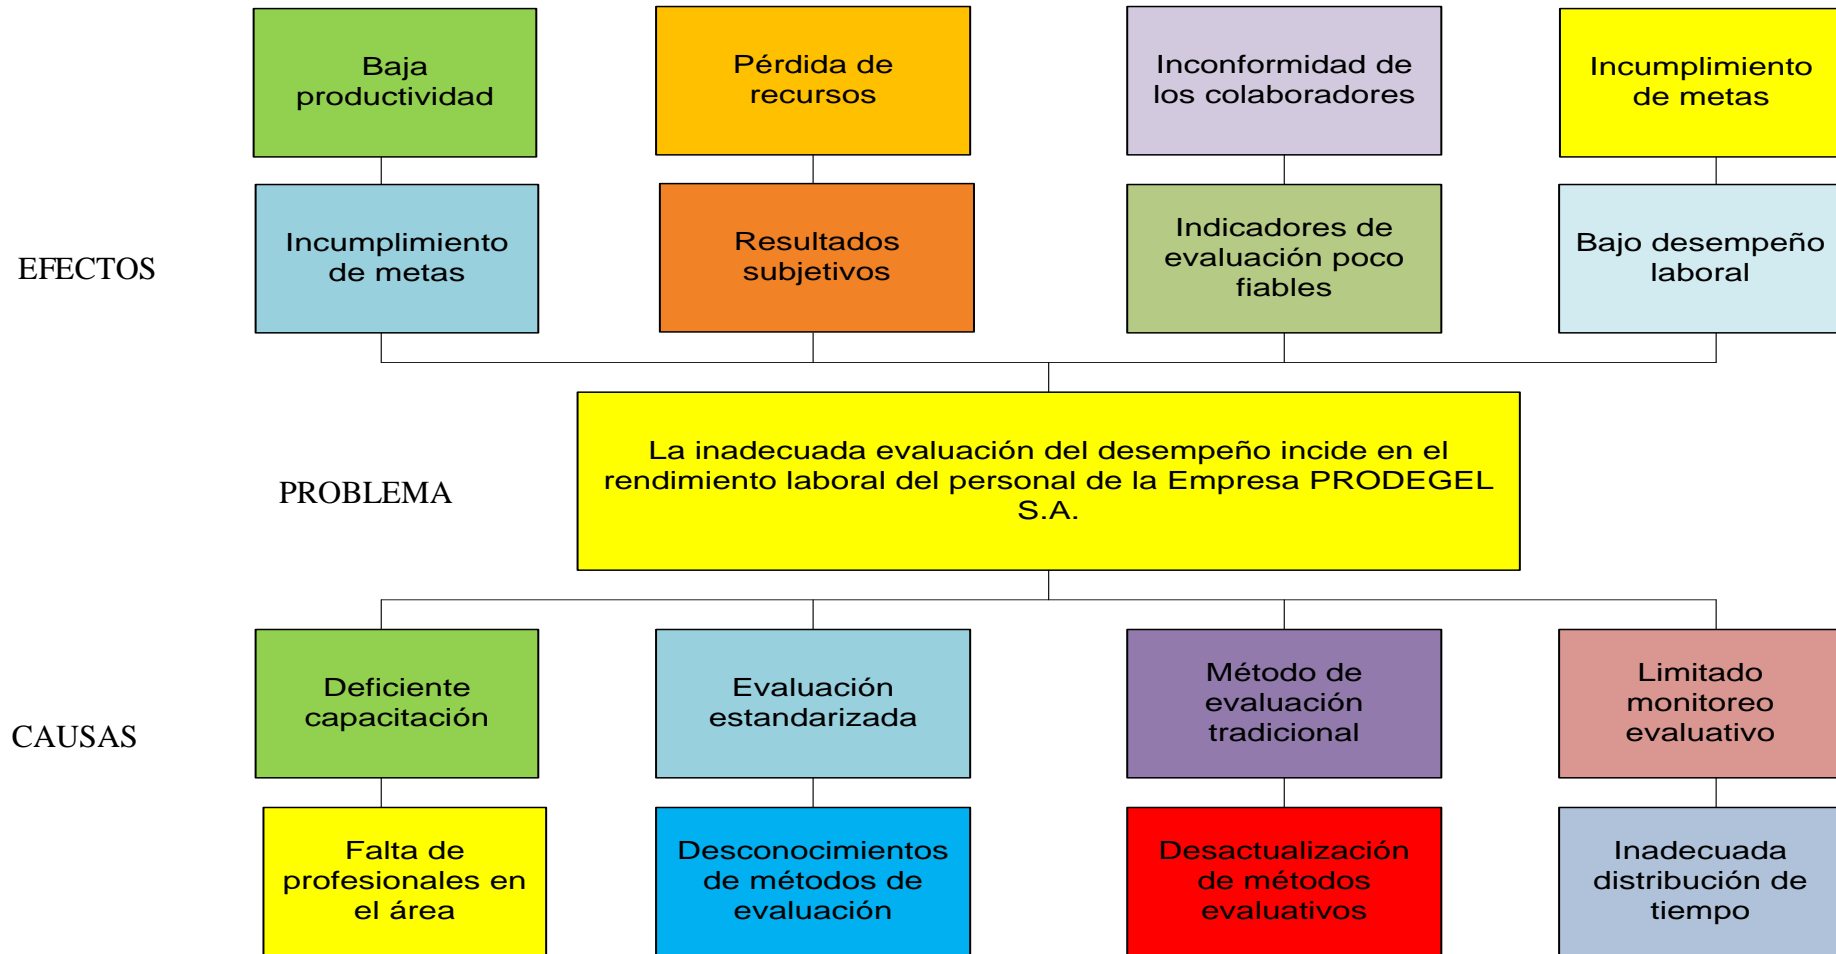 Baja
productividad
Pérdida de
recursos
Inconformidad de
los colaboradores
Incumplimiento
de metas
EFECTOS
Incumplimiento
de metas
Resultados
subjetivos
Indicadores de
evaluación poco
fiables
Bajo desempeño
laboral
PROBLEMA
La inadecuada evaluación del desempeño incide en el
rendimiento laboral del personal de la Empresa PRODEGEL
S.A.
CAUSAS
Deficiente
capacitación
Evaluación
estandarizada
Método de
evaluación
tradicional
Limitado
monitoreo
evaluativo
Falta de
profesionales en
el área
Desconocimientos
de métodos de
evaluación
Desactualización
de métodos
evaluativos
Inadecuada
distribución de
tiempo